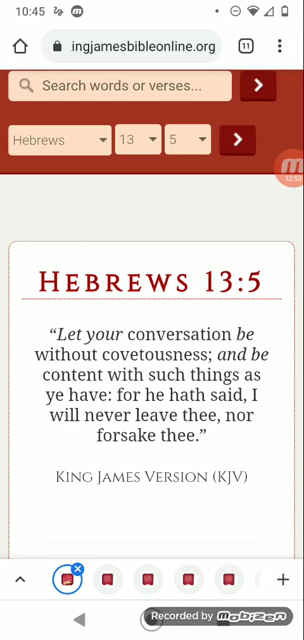 10:45
ingjamesbibleonline.org
11
Search words or verses...
Hebrews
13
5
12:53
HEBREWS 13:5
“Let your conversation be
without covetousness; and be
content with such things as
ye have: for he hath said, I
will never leave thee, nor
forsake thee.”
KING JAMES VERSION (KJV)
Recorded by Mobizen